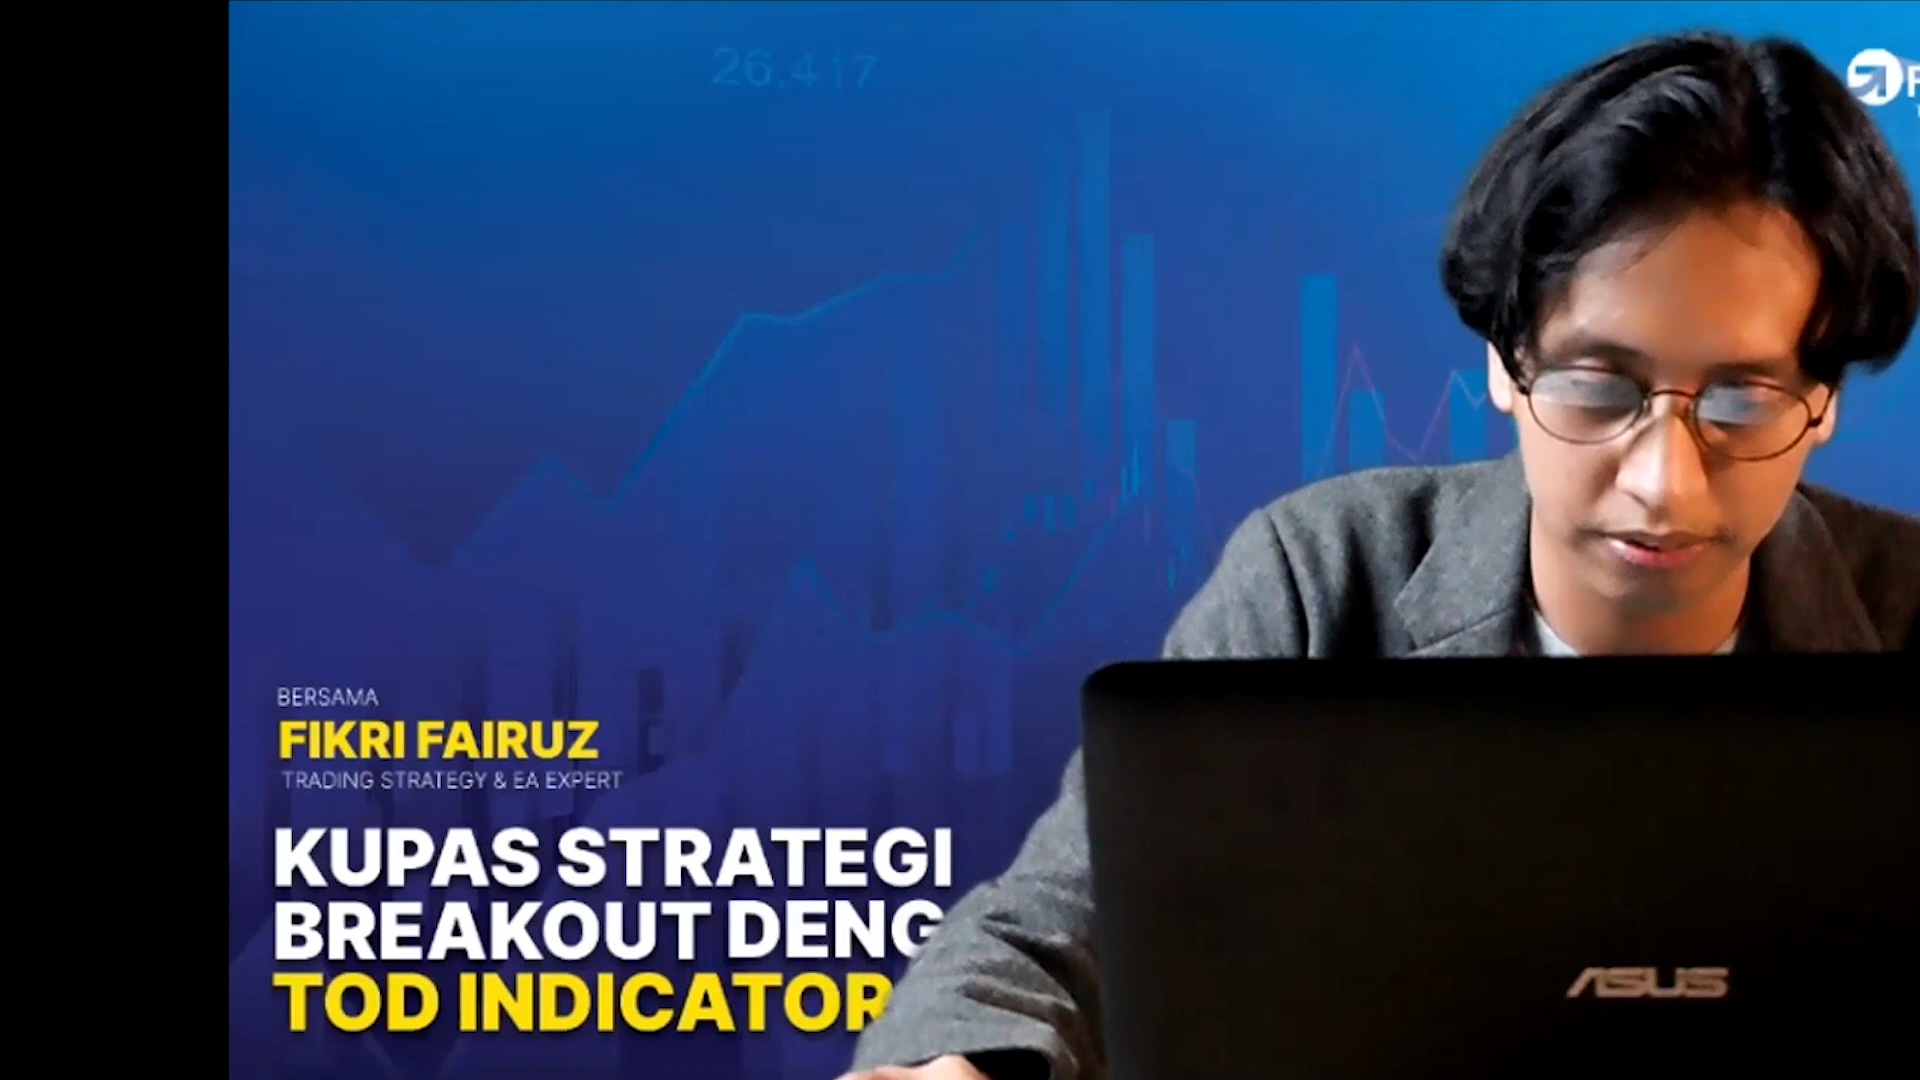 26,417
BERSAMA
FIKRI FAIRUZ
TRADING STRATEGY & EA EXPERT
KUPAS STRATEGI
BREAKOUT DENG
TOD INDICATOR
ASUS